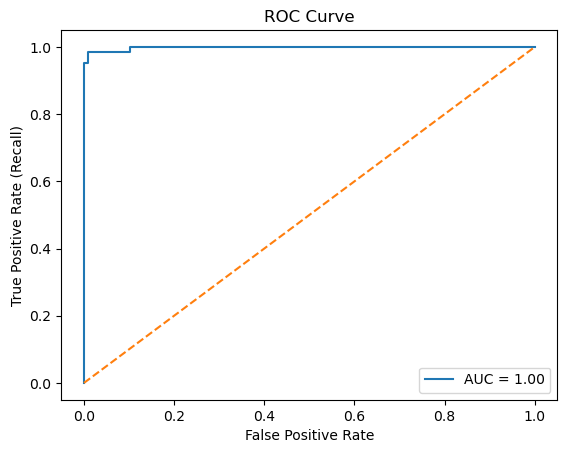 ROC Curve
True Positive Rate (Recall)
1.0
0.8
0.6
0.4
0.2
0.0
AUC = 1.00
0.0 0.2 0.4 0.6 0.8 1.0
False Positive Rate